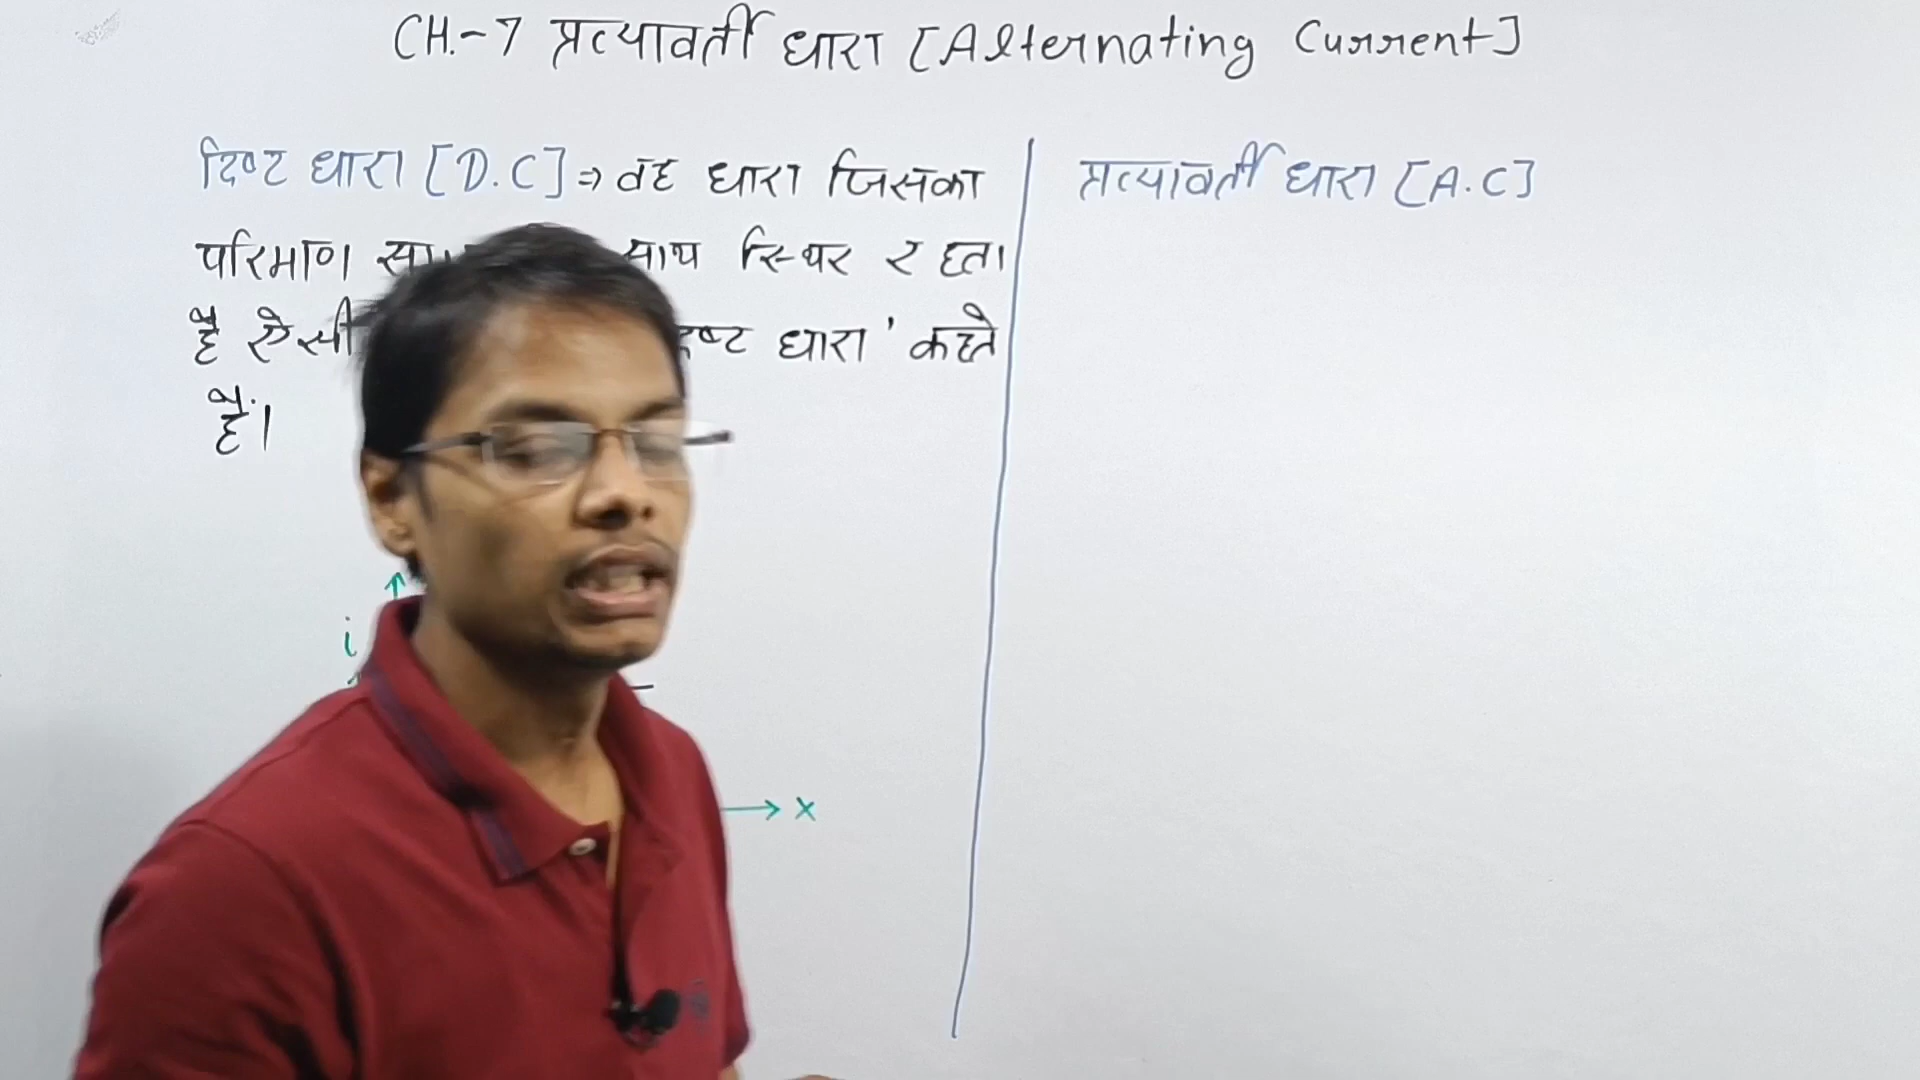 CH.-7 प्रत्यावर्ती धारा [Alternating Current]
दिष्ट धारा [D.C] ⇒ वह धारा जिसका
परिमाण साथ स्थिर रहता
है ऐसी धारा' कहते
हैं।
i
x
प्रत्यावर्ती धारा [A.C]